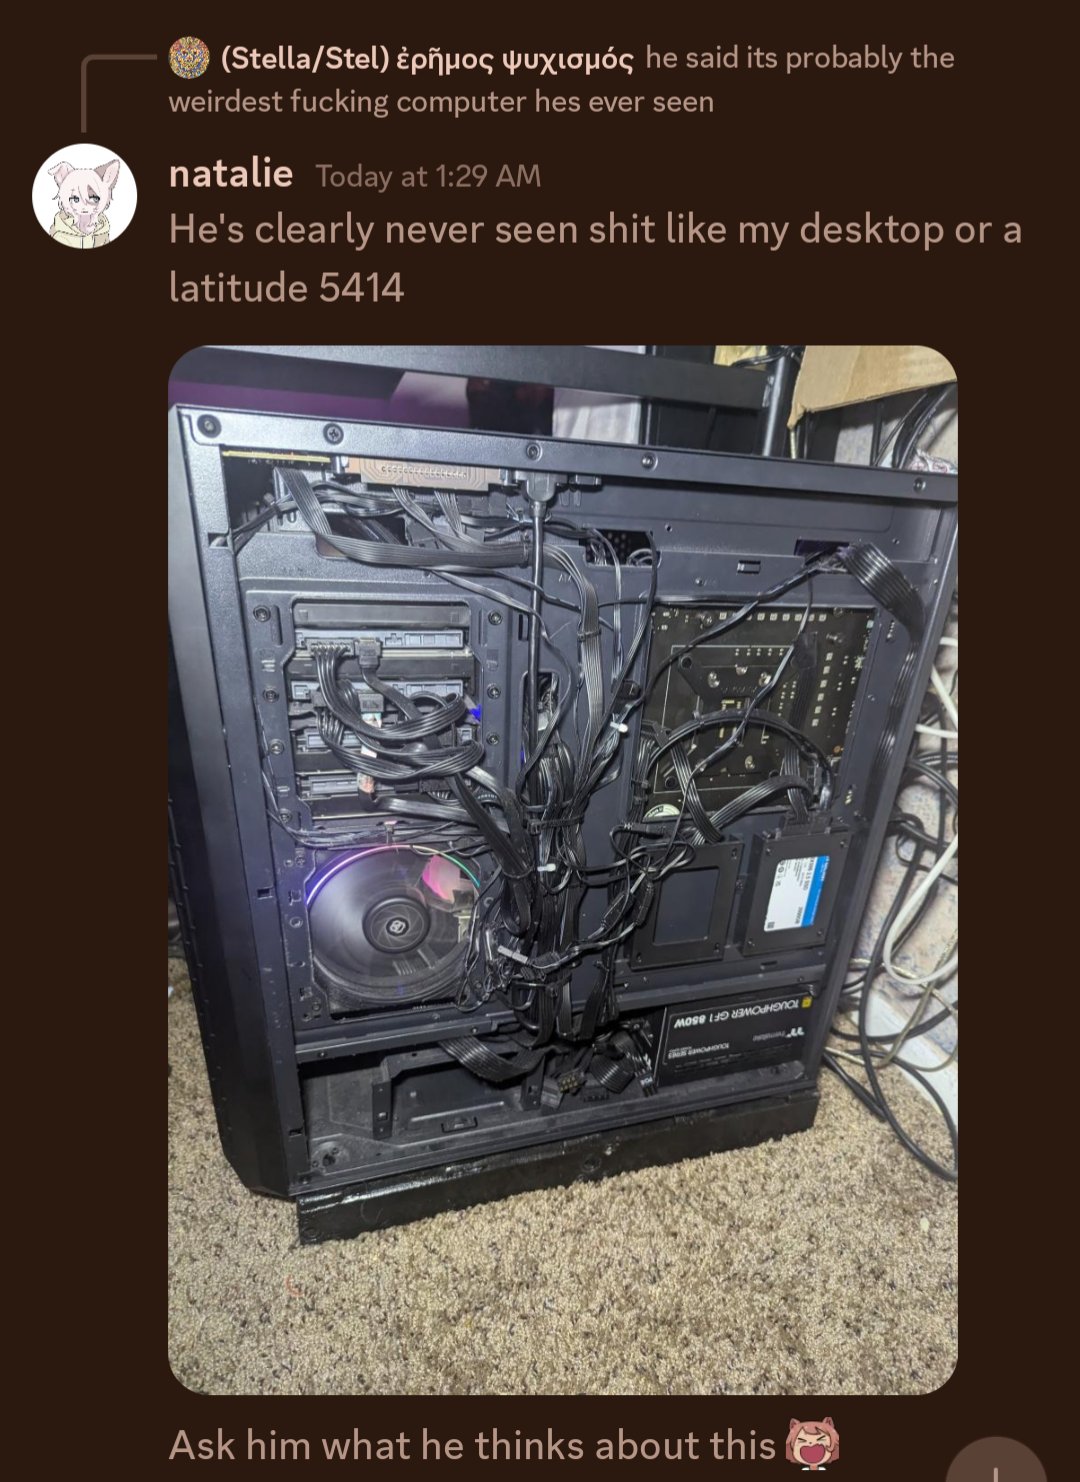 (Stella/Stel) ἐρῆμος ψυχισμός he said its probably the
weirdest fucking computer hes ever seen
natalie Today at 1:29 AM
He's clearly never seen shit like my desktop or a
latitude 5414
TOUGHPOWER GF1 850W
Ask him what he thinks about this